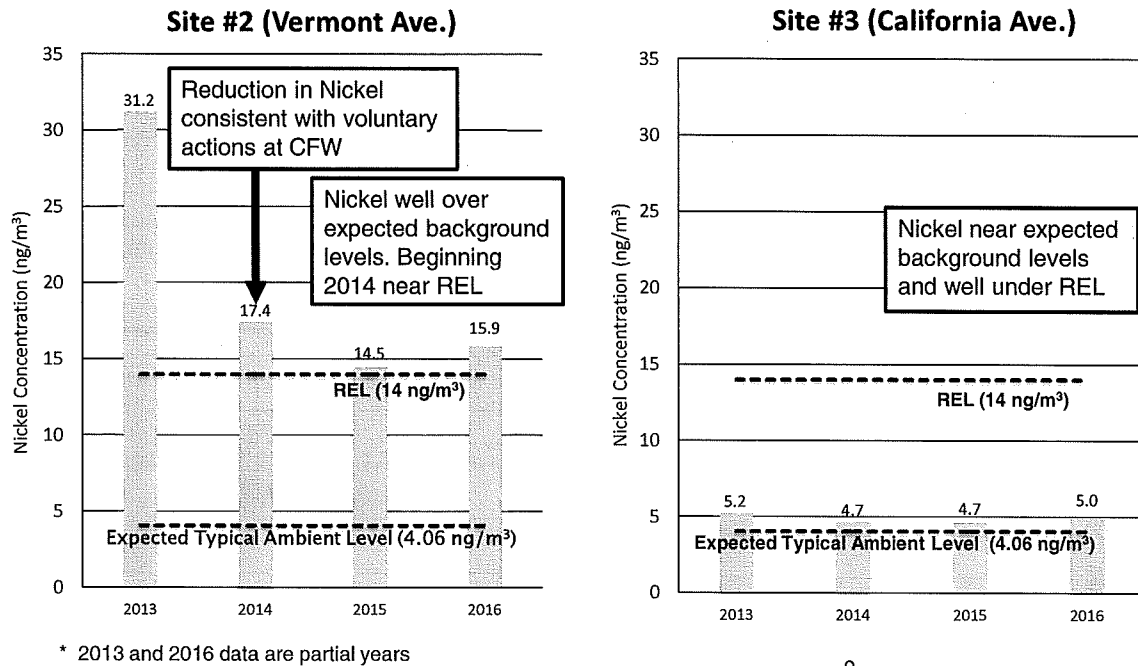 Site #2 (Vermont Ave.)
35
30
25
20
15
10
5
0
Nickel Concentration (ng/m³)
31.2
17.4
14.5
15.9
Reduction in Nickel
consistent with voluntary
actions at CFW
Nickel well over
expected background
levels. Beginning
2014 near REL
REL (14 ng/m³)
Expected Typical Ambient Level (4.06 ng/m³)
2013
2014
2015
2016
* 2013 and 2016 data are partial years
Site #3 (California Ave.)
35
30
25
20
15
10
5
0
Nickel Concentration (ng/m³)
Nickel near expected
background levels
and well under REL
REL (14 ng/m³)
5.2
4.7
4.7
5.0
Expected Typical Ambient Level (4.06 ng/m³)
2013
2014
2015
2016